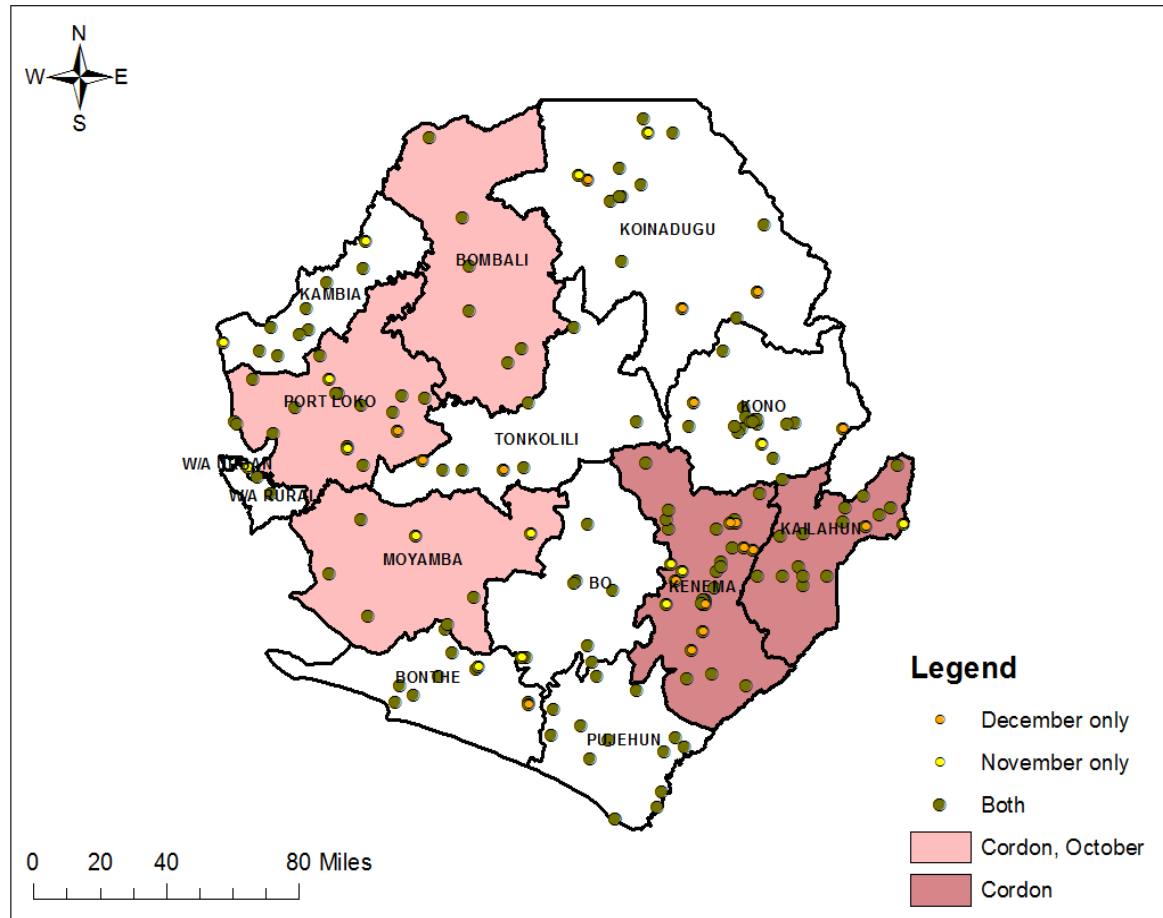 N
W E
S
KOINADUGU
BOMBALI
KAMBIA
PORT LOKO
KONO
TONKOLILI
W/A URBAN
W/A RURAL
KAILAHUN
MOYAMBA
BO
KENEMA
BONTHE
PUJEHUN
Legend
December only
November only
Both
Cordon, October
Cordon
0 20 40 80 Miles